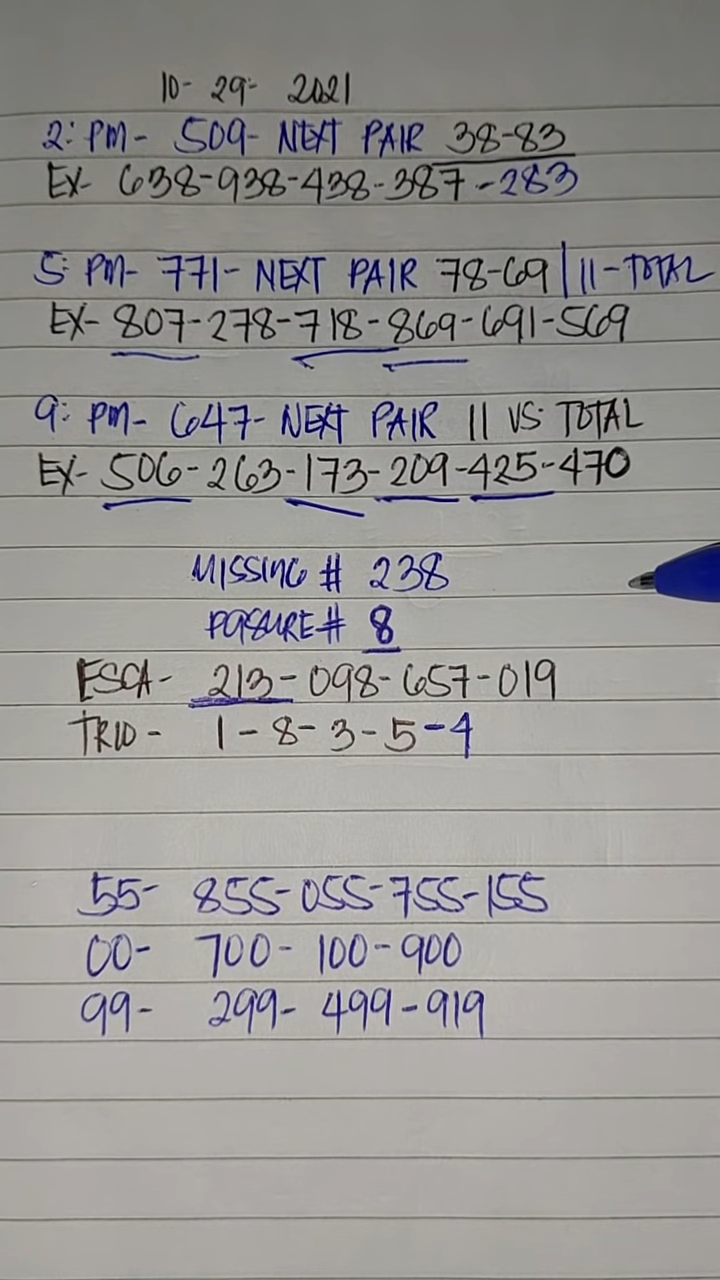 10- 29- 2021
2: PM- 509- NEXT PAIR 38-83
EX- 638-938-438-387-283
5: PM- 771- NEXT PAIR 78-69 | 11-TOTAL
EX- 807-278-718-869-691-569
9: PM- 647- NEXT PAIR 11 VS TOTAL
EX- 506-263-173-209-425-470
MISSING # 238
PASURE# 8
ESCA- 213-098-657-019
TRIO- 1-8-3-5-4
55- 855-055-755-155
00- 700-100-900
99- 299-499-919